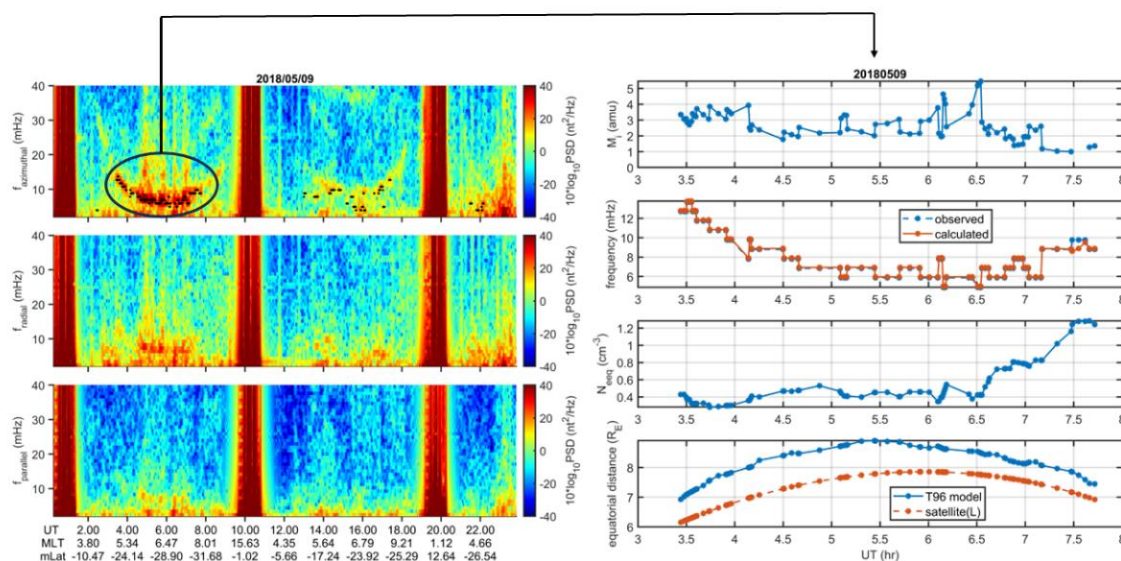 2018/05/09
f_azimuthal (mHz)
40
30
20
10
10*log10PSD (nt^2/Hz)
40
20
0
-20
-40
f_radial (mHz)
40
30
20
10
10*log10PSD (nt^2/Hz)
40
20
0
-20
-40
f_parallel (mHz)
40
30
20
10
10*log10PSD (nt^2/Hz)
40
20
0
-20
-40
UT 2.00 4.00 6.00 8.00 10.00 12.00 14.00 16.00 18.00 20.00 22.00
MLT 3.80 5.34 6.47 8.01 15.63 4.35 5.64 6.79 9.21 1.12 4.66
mLat -10.47 -24.14 -28.90 -31.68 -1.02 -5.66 -17.24 -23.92 -25.29 12.64 -26.54
20180509
M_i (amu)
5
4
3
2
1
3 3.5 4 4.5 5 5.5 6 6.5 7 7.5 8
frequency (mHz)
12
10
8
6
observed
calculated
3 3.5 4 4.5 5 5.5 6 6.5 7 7.5 8
N_eeq (cm^-3)
1.2
1
0.8
0.6
0.4
3 3.5 4 4.5 5 5.5 6 6.5 7 7.5 8
equatorial distance (R_E)
8
7
6
T96 model
satellite(L)
3 3.5 4 4.5 5 5.5 6 6.5 7 7.5 8
UT (hr)